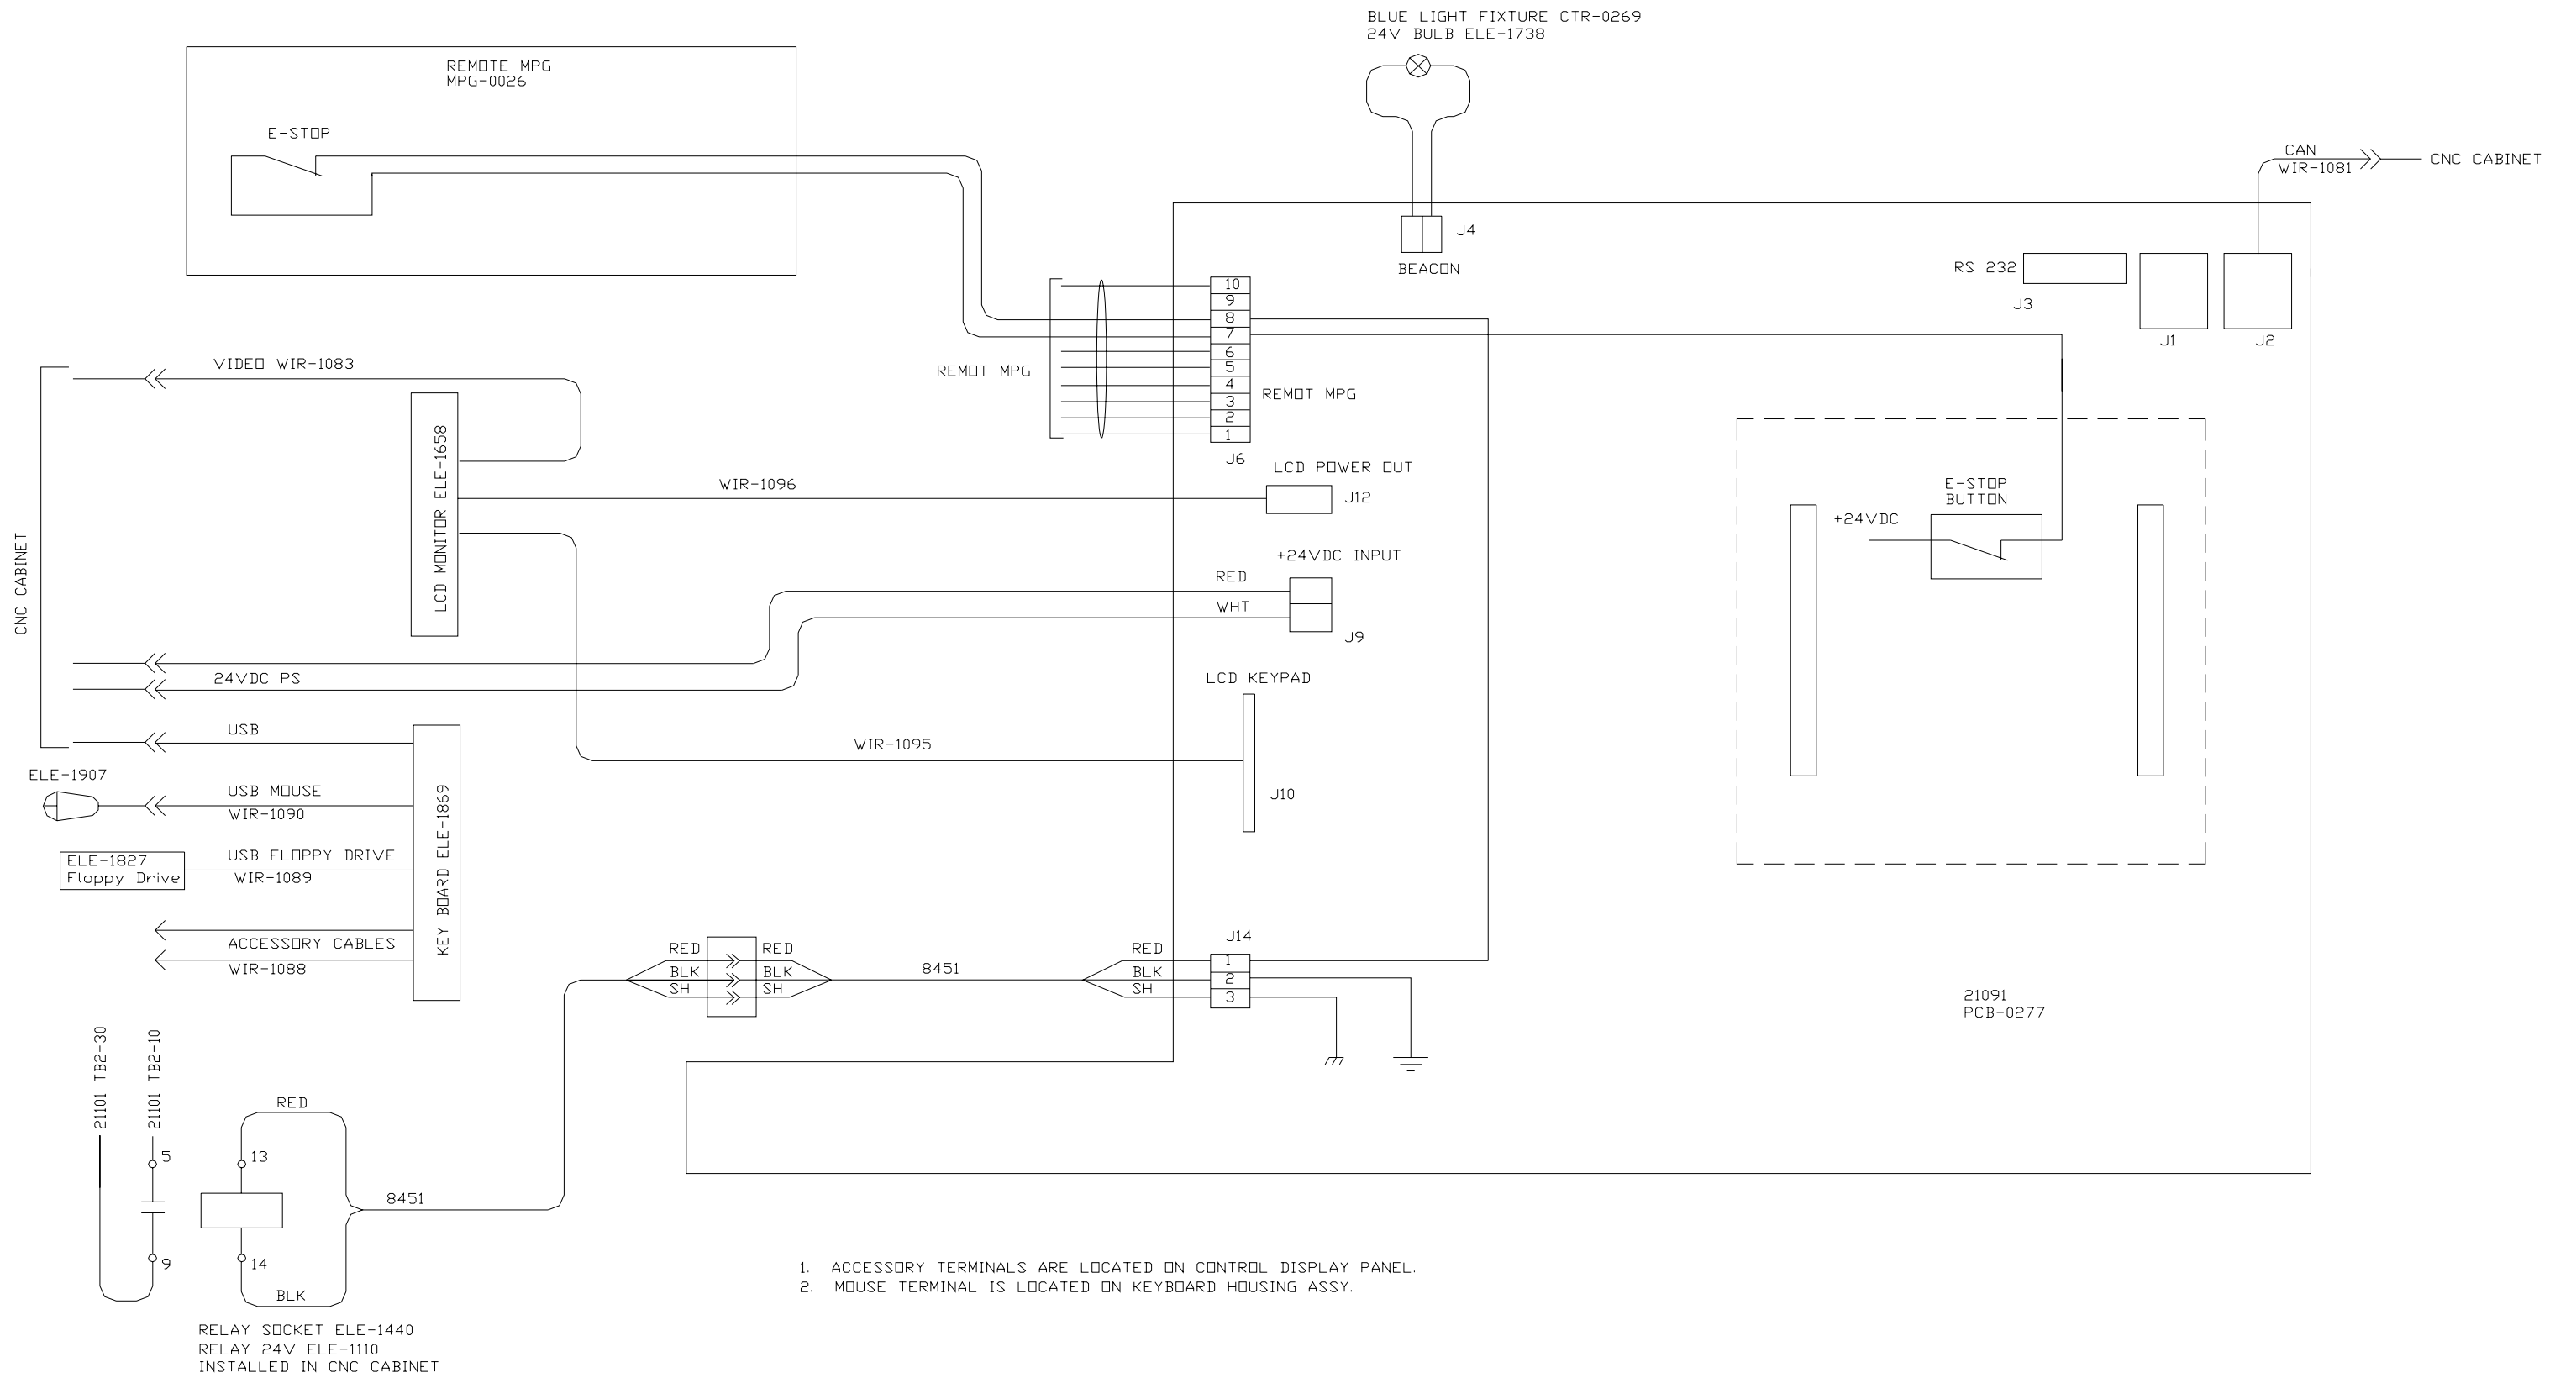 BLUE LIGHT FIXTURE CTR-0269
24V BULB ELE-1738
REMOTE MPG
MPG-0026
E-STOP
CAN
WIR-1081
CNC CABINET
J4
BEACON
RS 232
J3
J1
J2
10
9
8
7
6
5
4
3
2
1
J6
REMOT MPG
REMOT MPG
VIDEO WIR-1083
CNC CABINET
LCD MONITOR ELE-1658
WIR-1096
LCD POWER OUT
J12
E-STOP
BUTTON
+24VDC
+24VDC INPUT
RED
WHT
J9
24VDC PS
LCD KEYPAD
J10
WIR-1095
USB
ELE-1907
USB MOUSE
WIR-1090
KEY BOARD ELE-1869
ELE-1827
Floppy Drive
USB FLOPPY DRIVE
WIR-1089
ACCESSORY CABLES
WIR-1088
RED
BLK
SH
RED
BLK
SH
8451
RED
BLK
SH
J14
1
2
3
21091
PCB-0277
21101 TB2-30
21101 TB2-10
5
9
RED
13
14
BLK
8451
1. ACCESSORY TERMINALS ARE LOCATED ON CONTROL DISPLAY PANEL.
2. MOUSE TERMINAL IS LOCATED ON KEYBOARD HOUSING ASSY.
RELAY SOCKET ELE-1440
RELAY 24V ELE-1110
INSTALLED IN CNC CABINET